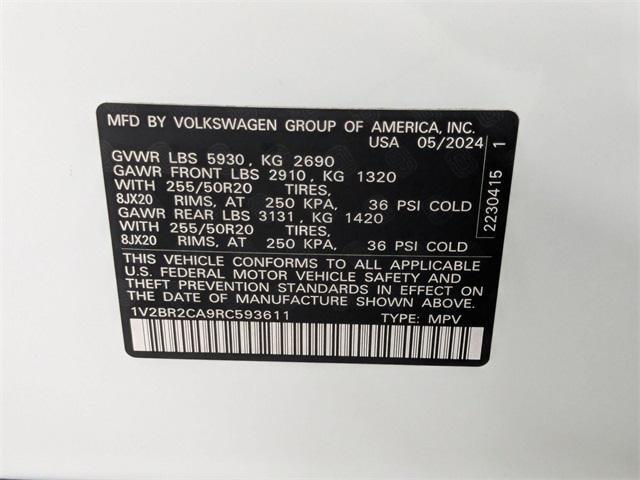 MFD BY VOLKSWAGEN GROUP OF AMERICA, INC.
USA 05/2024
GVWR LBS 5930, KG 2690
GAWR FRONT LBS 2910, KG 1320
WITH 255/50R20 TIRES,
8JX20 RIMS, AT 250 KPA, 36 PSI COLD
GAWR REAR LBS 3131, KG 1420
WITH 255/50R20 TIRES,
8JX20 RIMS, AT 250 KPA, 36 PSI COLD
THIS VEHICLE CONFORMS TO ALL APPLICABLE
U.S. FEDERAL MOTOR VEHICLE SAFETY AND
THEFT PREVENTION STANDARDS IN EFFECT ON
THE DATE OF MANUFACTURE SHOWN ABOVE.
1V2BR2CA9RC593611 TYPE: MPV
2230415 1